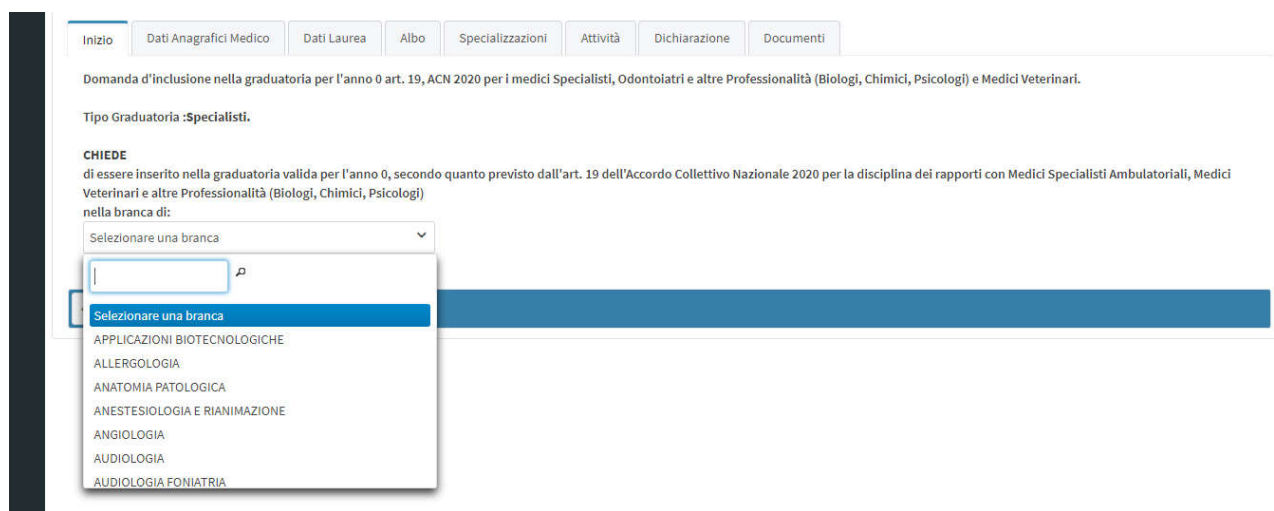 Inizio Dati Anagrafici Medico Dati Laurea Albo Specializzazioni Attività Dichiarazione Documenti
Domanda d'inclusione nella graduatoria per l'anno 0 art. 19, ACN 2020 per i medici Specialisti, Odontoiatri e altre Professionalità (Biologi, Chimici, Psicologi) e Medici Veterinari.
Tipo Graduatoria :Specialisti.
CHIEDE
di essere inserito nella graduatoria valida per l'anno 0, secondo quanto previsto dall'art. 19 dell'Accordo Collettivo Nazionale 2020 per la disciplina dei rapporti con Medici Specialisti Ambulatoriali, Medici
Veterinari e altre Professionalità (Biologi, Chimici, Psicologi)
nella branca di:
Selezionare una branca
Selezionare una branca
APPLICAZIONI BIOTECNOLOGICHE
ALLERGOLOGIA
ANATOMIA PATOLOGICA
ANESTESIOLOGIA E RIANIMAZIONE
ANGIOLOGIA
AUDIOLOGIA
AUDIOLOGIA FONIATRIA